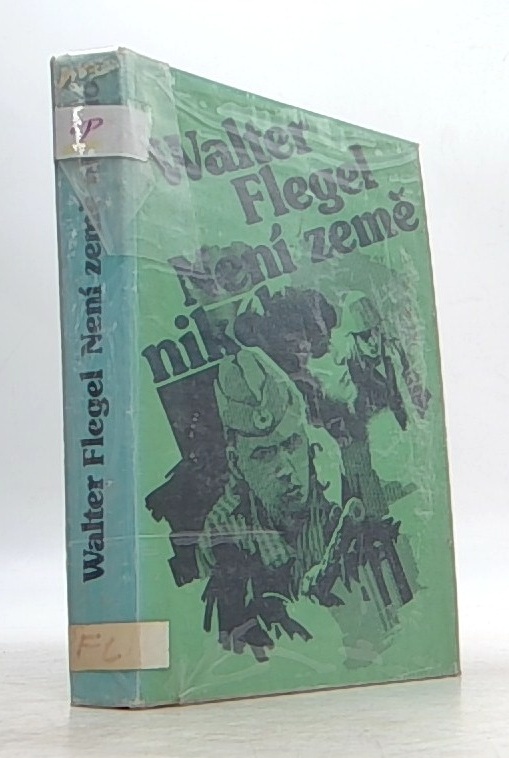 Walter
Flegel
Není země
nik
Walter Flegel Není země
P
FL